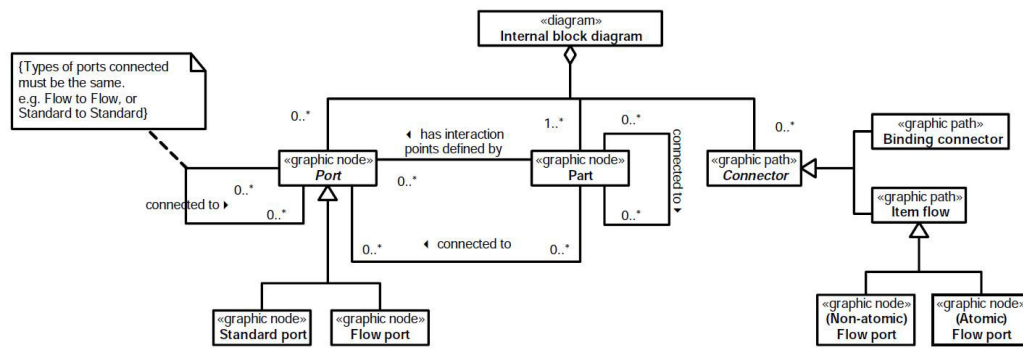 «diagram»
Internal block diagram
{Types of ports connected
must be the same.
e.g. Flow to Flow, or
Standard to Standard}
0..*
1..*
0..*
0..*
has interaction
points defined by
connected to
«graphic node»
Port
0..*
«graphic node»
Part
«graphic path»
Connector
«graphic path»
Binding connector
«graphic path»
Item flow
0..*
connected to
0..*
0..*
0..*
connected to
0..*
«graphic node»
Standard port
«graphic node»
Flow port
«graphic node»
(Non-atomic)
Flow port
«graphic node»
(Atomic)
Flow port